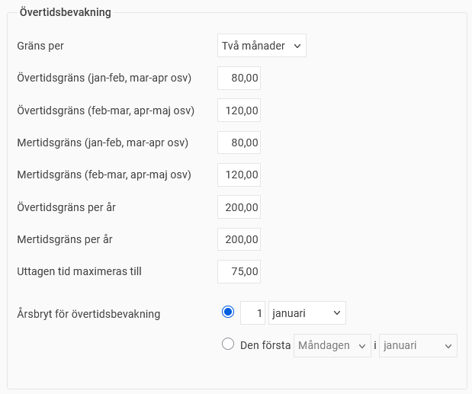 Övertidsbevakning
Gräns per Två månader
Övertidsgräns (jan-feb, mar-apr osv) 80,00
Övertidsgräns (feb-mar, apr-maj osv) 120,00
Mertidsgräns (jan-feb, mar-apr osv) 80,00
Mertidsgräns (feb-mar, apr-maj osv) 120,00
Övertidsgräns per år 200,00
Mertidsgräns per år 200,00
Uttagen tid maximeras till 75,00
Årsbryt för övertidsbevakning 1 januari
Den första Måndagen i januari